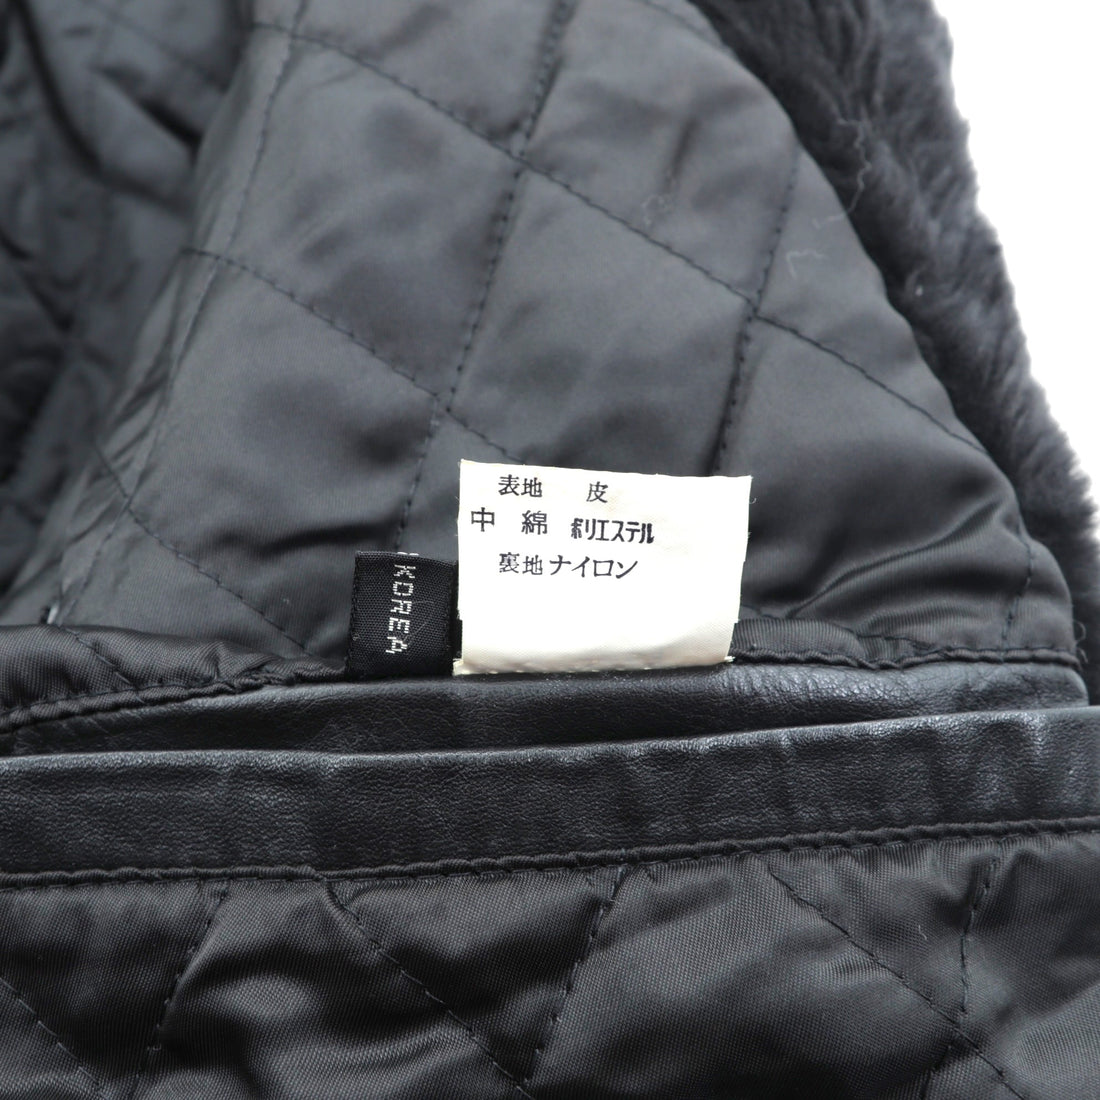 表地 皮
中綿 ポリエステル
裏地 ナイロン
KOREA